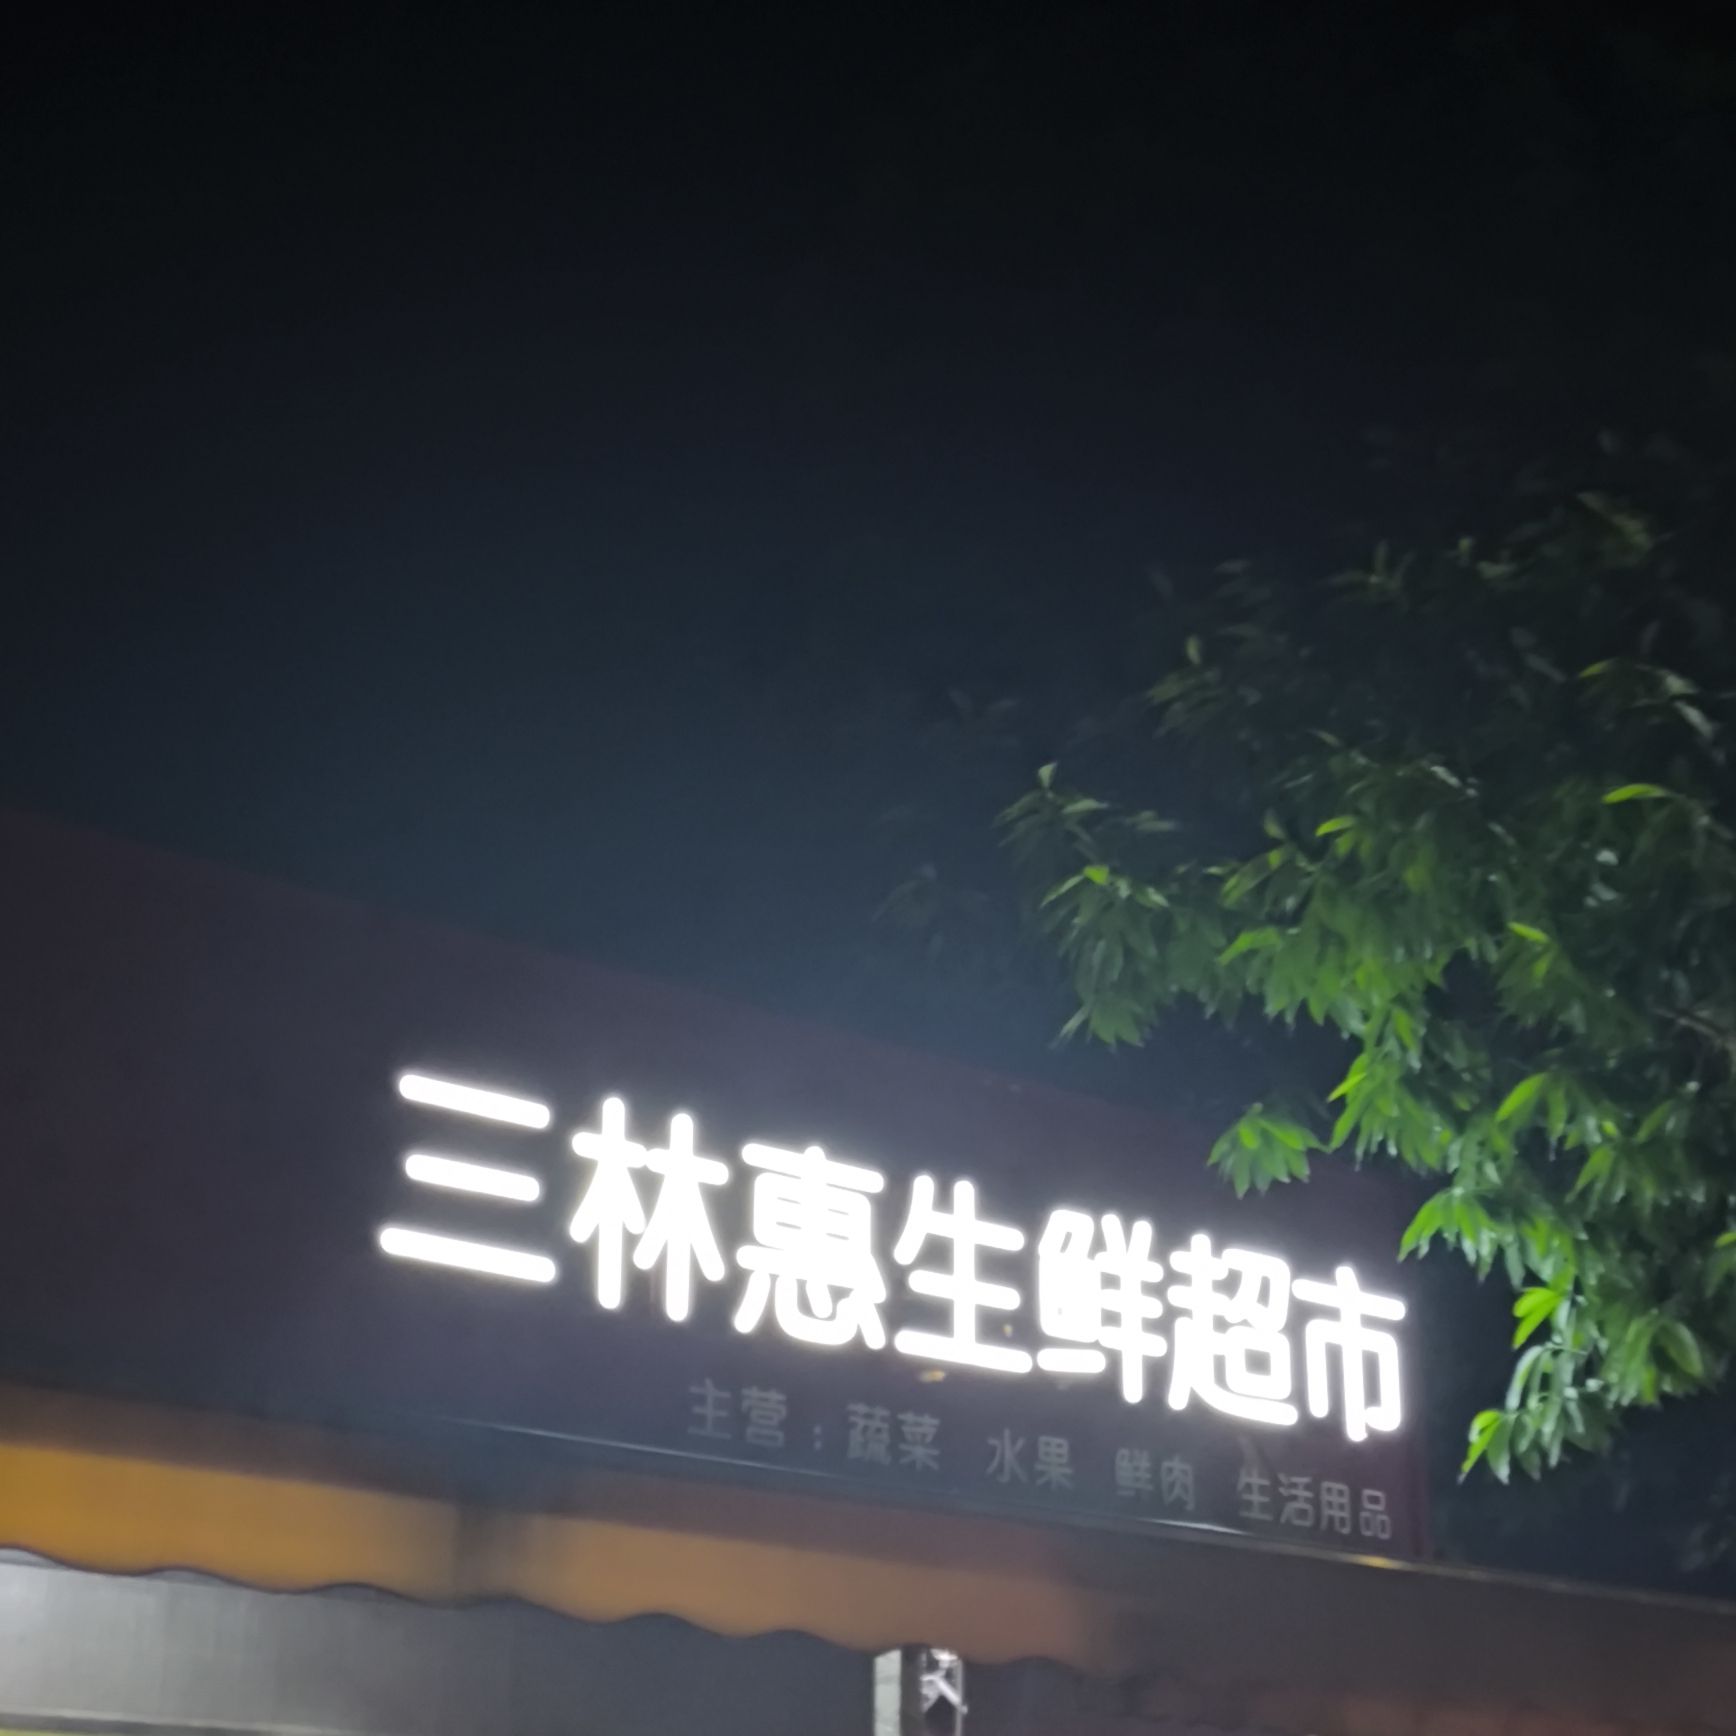 三林惠生鲜超市
主营：蔬菜 水果 鲜肉 生活用品